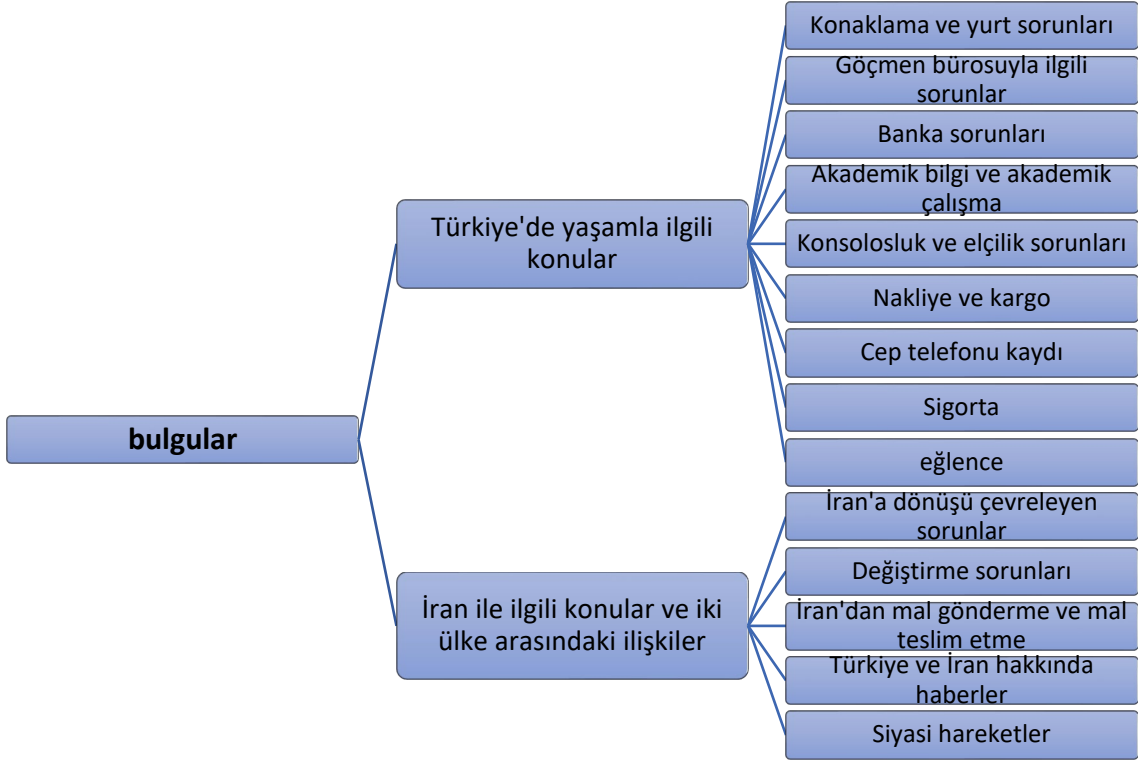 bulgular
Türkiye'de yaşamla ilgili
konular
Konaklama ve yurt sorunları
Göçmen bürosuyla ilgili
sorunlar
Banka sorunları
Akademik bilgi ve akademik
çalışma
Konsolosluk ve elçilik sorunları
Nakliye ve kargo
Cep telefonu kaydı
Sigorta
eğlence
İran ile ilgili konular ve iki
ülke arasındaki ilişkiler
İran'a dönüşü çevreleyen
sorunlar
Değiştirme sorunları
İran'dan mal gönderme ve mal
teslim etme
Türkiye ve İran hakkında
haberler
Siyasi hareketler